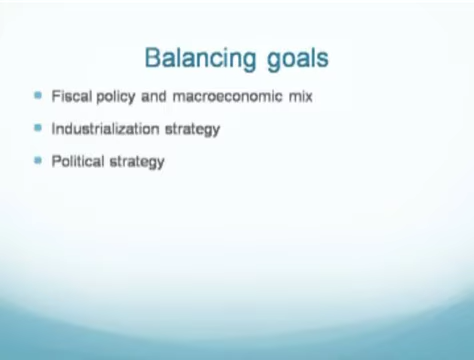 Balancing goals
Fiscal policy and macroeconomic mix
Industrialization strategy
Political strategy